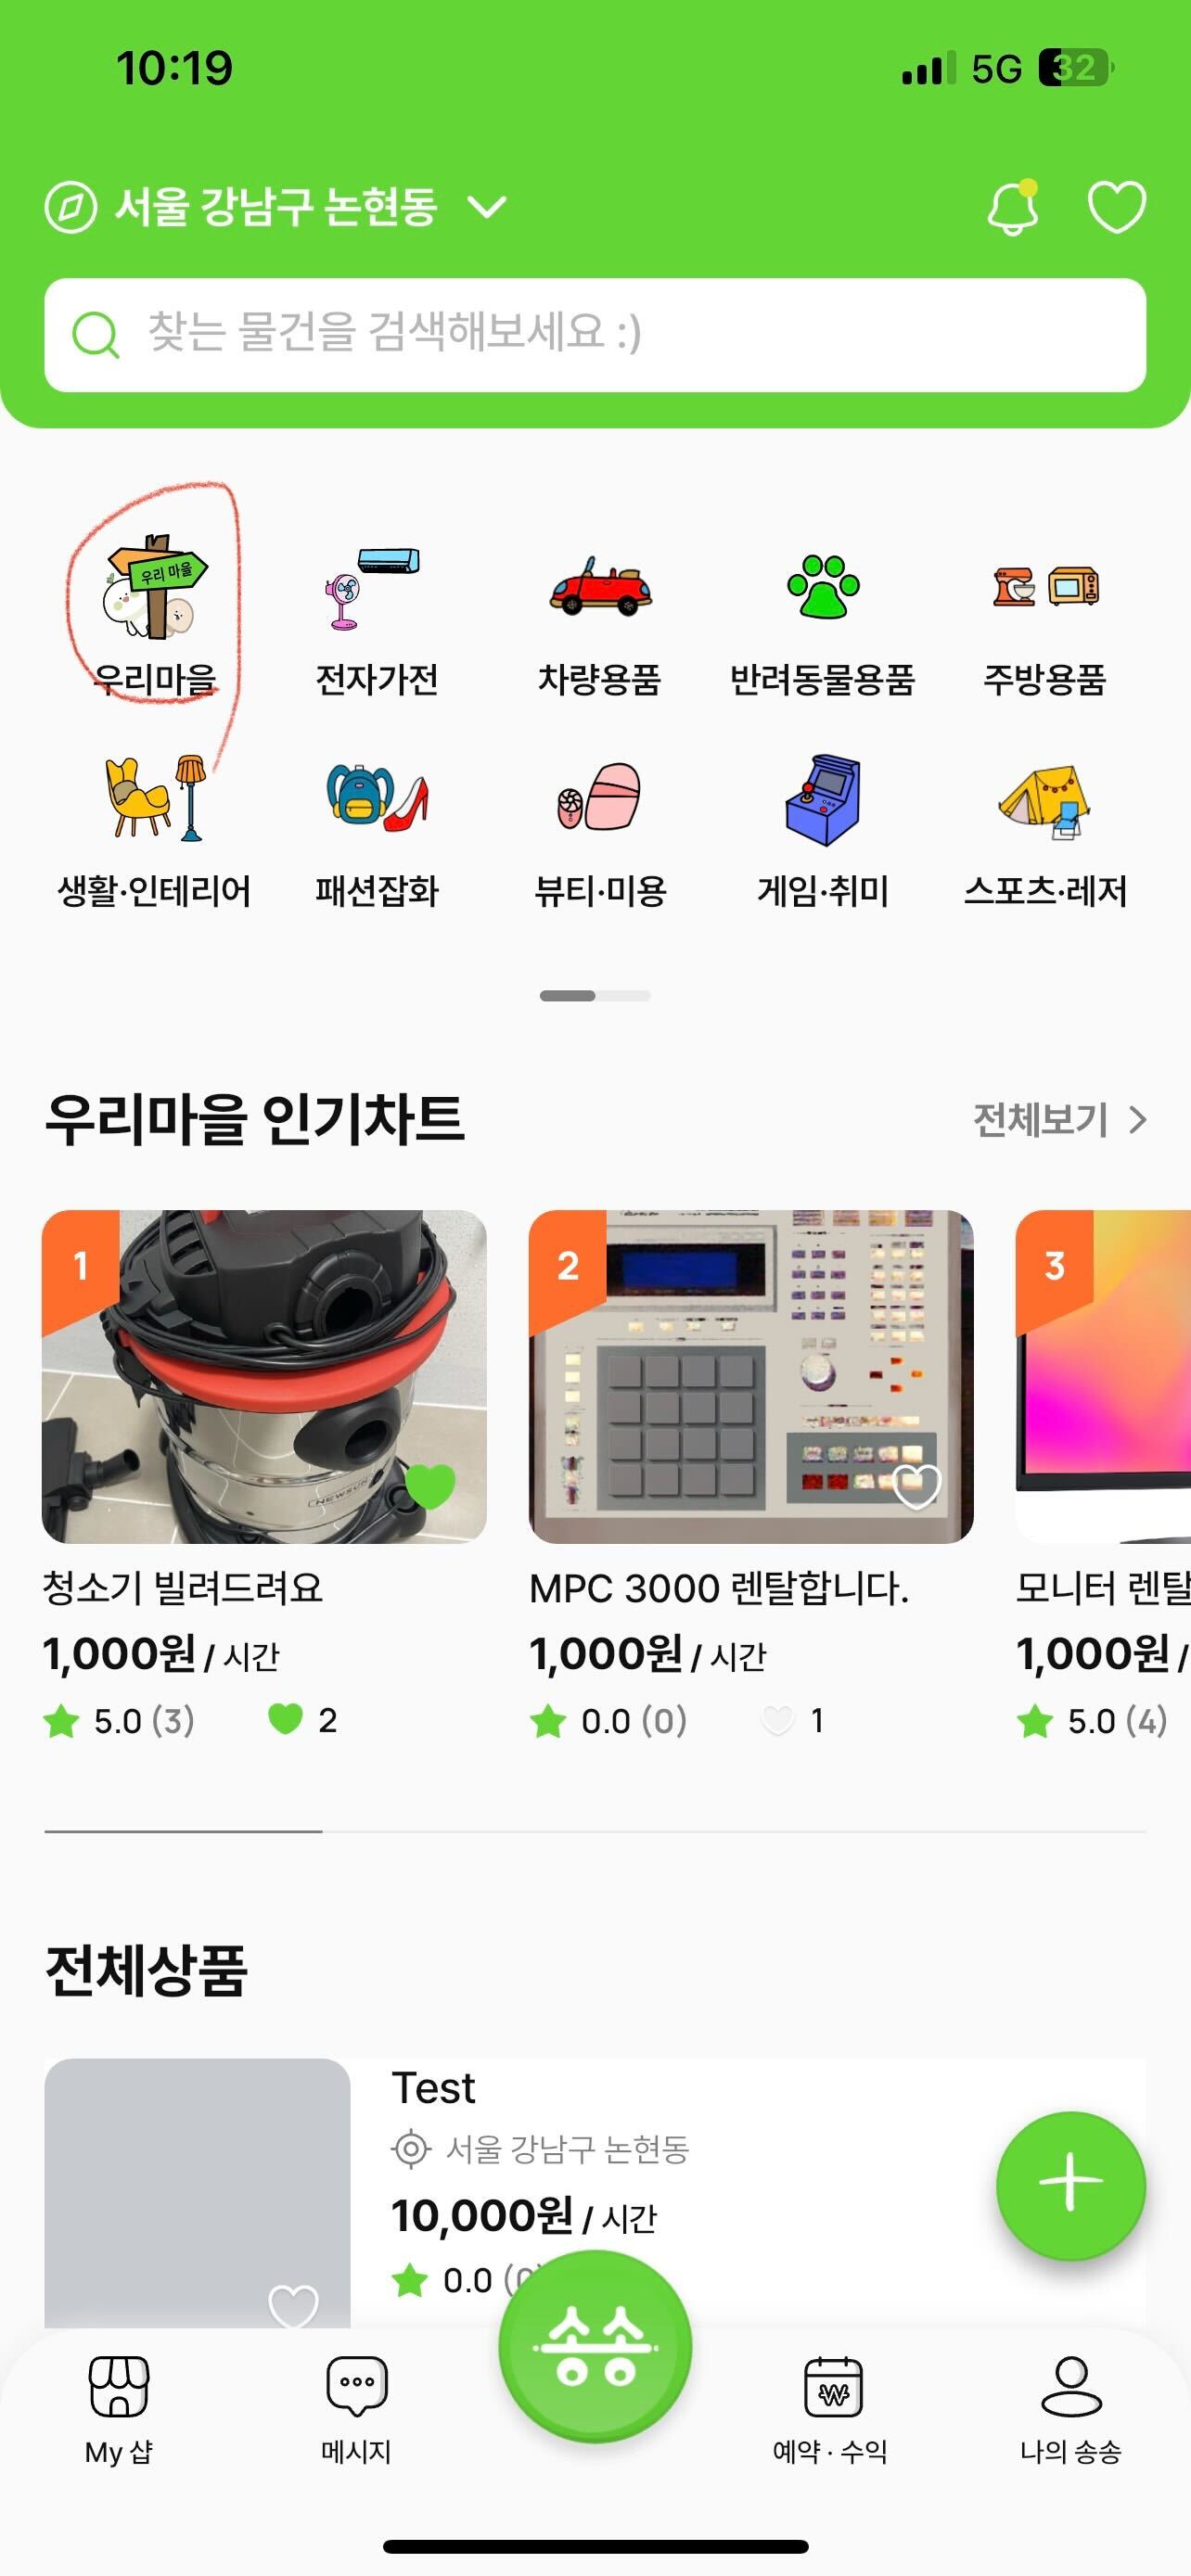 10:19 5G 32
서울 강남구 논현동
찾는 물건을 검색해보세요 :)
우리 마을
우리마을 전자가전 차량용품 반려동물용품 주방용품
생활·인테리어 패션잡화 뷰티·미용 게임·취미 스포츠·레저
우리마을 인기차트 전체보기
1 2 3
청소기 빌려드려요 MPC 3000 렌탈합니다. 모니터 렌탈
1,000원 / 시간 1,000원 / 시간 1,000원 /
5.0 (3) 2 0.0 (0) 1 5.0 (4)
전체상품
Test
서울 강남구 논현동
10,000원 / 시간
0.0 (0
송송
My 샵 메시지 예약 · 수익 나의 송송